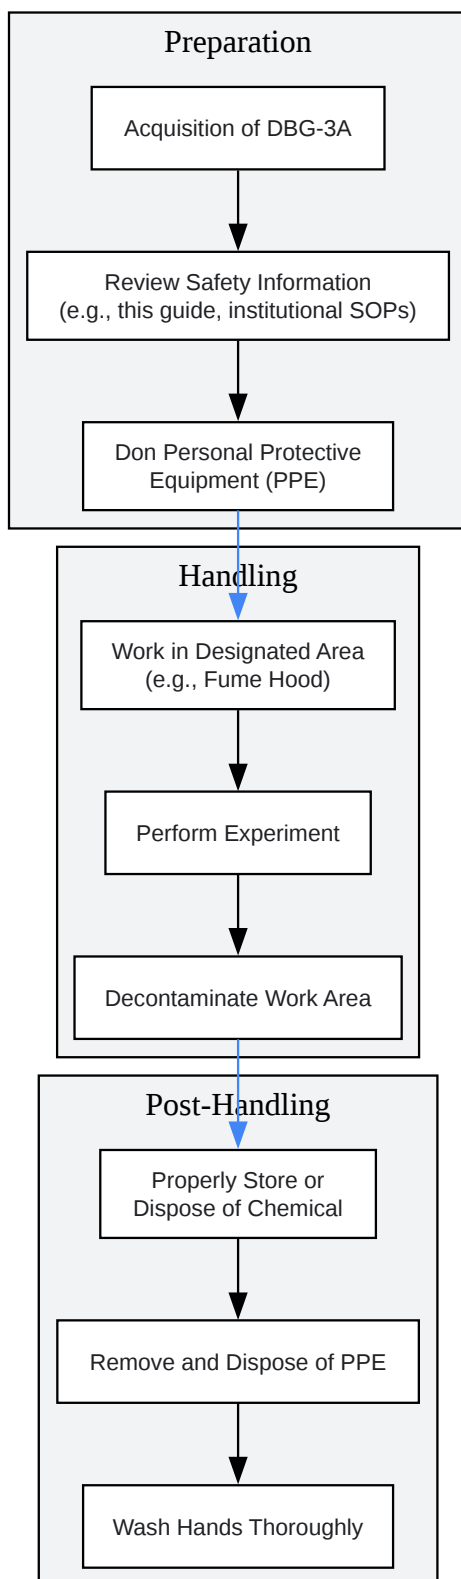 Preparation
Acquisition of DBG-3A
Review Safety Information
(e.g., this guide, institutional SOPs)
Don Personal Protective
Equipment (PPE)
Handling
Work in Designated Area
(e.g., Fume Hood)
Perform Experiment
Decontaminate Work Area
Post-Handling
Properly Store or
Dispose of Chemical
Remove and Dispose of PPE
Wash Hands Thoroughly